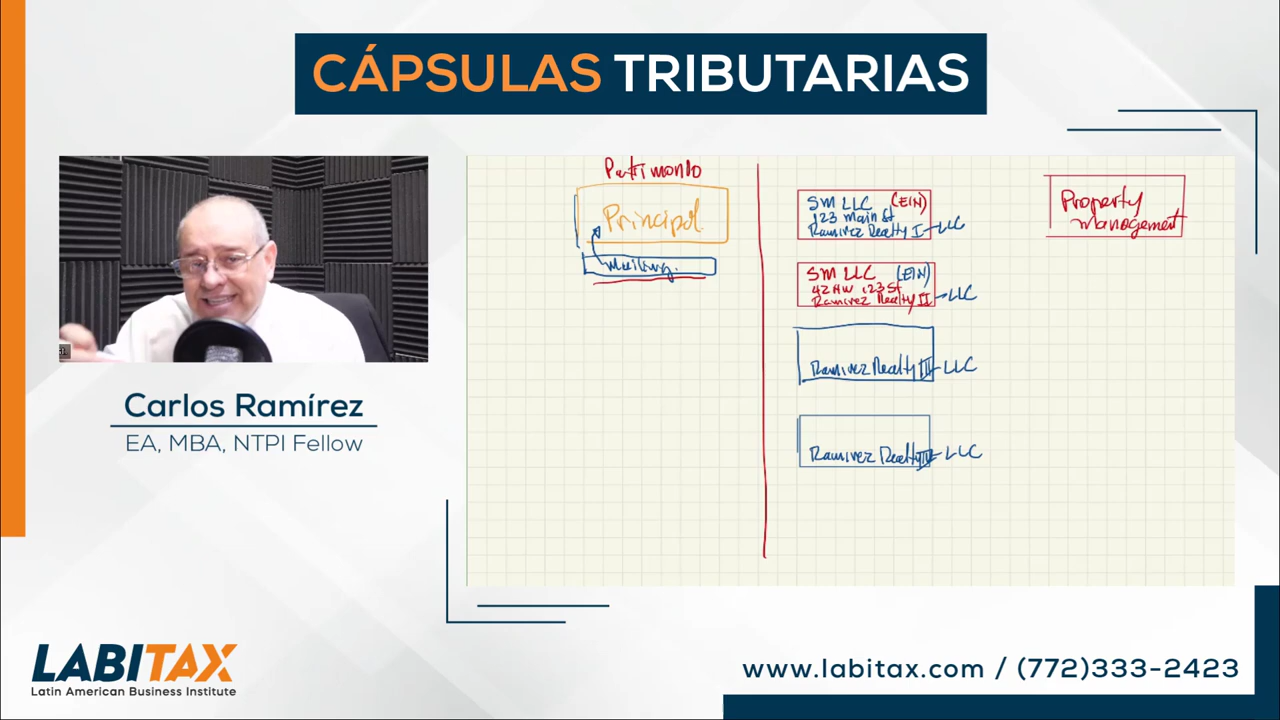 CÁPSULAS TRIBUTARIAS
Patrimonio
Principal
Mailing
SM LLC (EIN)
123 Main St
Ramirez Realty I - LLC
SM LLC (EIN)
42 NW 123 St
Ramirez Realty II - LLC
Ramirez Realty III - LLC
Ramirez Realty IV - LLC
Property
Management
Carlos Ramírez
EA, MBA, NTPI Fellow
LABITAX
Latin American Business Institute
www.labitax.com / (772)333-2423